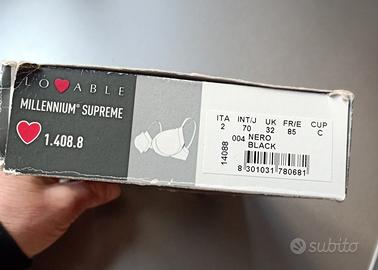 LOVABLE
MILLENNIUM® SUPREME
1.408.8
ITA INT/J UK FR/E CUP
2 70 32 85 C
004 NERO
BLACK
14088
8 301031 780681
subito